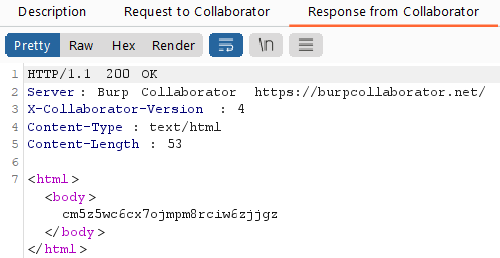 Description Request to Collaborator Response from Collaborator
Pretty Raw Hex Render \n
1 HTTP/1.1 200 OK
2 Server : Burp Collaborator https://burpcollaborator.net/
3 X-Collaborator-Version : 4
4 Content-Type : text/html
5 Content-Length : 53
6
7 <html>
<body>
cm5z5wc6cx7ojmpm8rciw6zjjgz
</body>
</html>